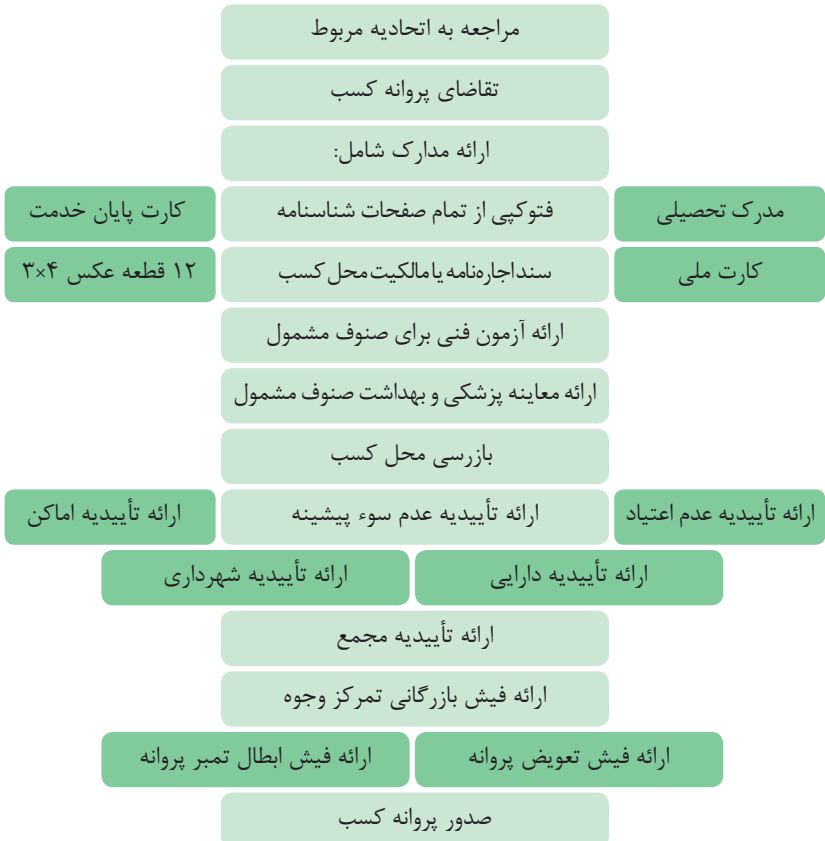 مراجعه به اتحادیه مربوط
تقاضای پروانه کسب
ارائه مدارک شامل:
مدرک تحصیلی
فتوکپی از تمام صفحات شناسنامه
کارت پایان خدمت
کارت ملی
سند اجاره‌نامه یا مالکیت محل کسب
۱۲ قطعه عکس ۴×۳
ارائه آزمون فنی برای صنوف مشمول
ارائه معاینه پزشکی و بهداشت صنوف مشمول
بازرسی محل کسب
ارائه تأییدیه عدم اعتیاد
ارائه تأییدیه عدم سوء پیشینه
ارائه تأییدیه اماکن
ارائه تأییدیه دارایی
ارائه تأییدیه شهرداری
ارائه تأییدیه مجمع
ارائه فیش بازرگانی تمرکز وجوه
ارائه فیش تعویض پروانه
ارائه فیش ابطال تمبر پروانه
صدور پروانه کسب